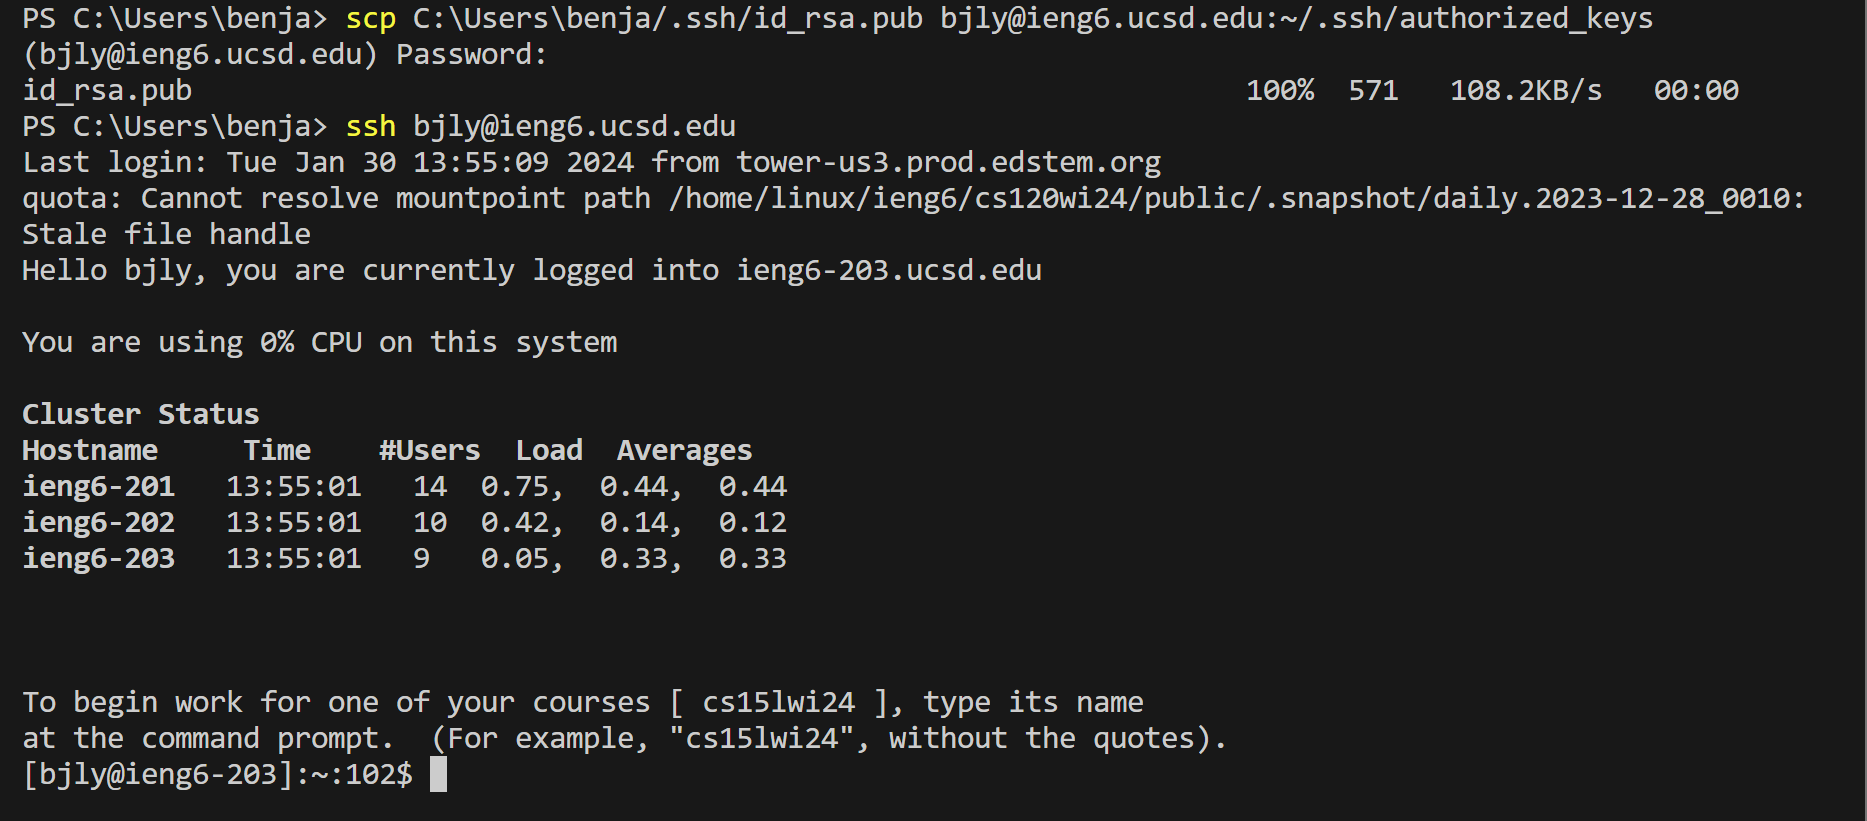 PS C:\Users\benja> scp C:\Users\benja/.ssh/id_rsa.pub bjly@ieng6.ucsd.edu:~/.ssh/authorized_keys
(bjly@ieng6.ucsd.edu) Password:
id_rsa.pub 100% 571 108.2KB/s 00:00
PS C:\Users\benja> ssh bjly@ieng6.ucsd.edu
Last login: Tue Jan 30 13:55:09 2024 from tower-us3.prod.edstem.org
quota: Cannot resolve mountpoint path /home/linux/ieng6/cs120wi24/public/.snapshot/daily.2023-12-28_0010:
Stale file handle
Hello bjly, you are currently logged into ieng6-203.ucsd.edu
You are using 0% CPU on this system
Cluster Status
Hostname Time #Users Load Averages
ieng6-201 13:55:01 14 0.75, 0.44, 0.44
ieng6-202 13:55:01 10 0.42, 0.14, 0.12
ieng6-203 13:55:01 9 0.05, 0.33, 0.33
To begin work for one of your courses [ cs15lwi24 ], type its name
at the command prompt. (For example, "cs15lwi24", without the quotes).
[bjly@ieng6-203]:~:102$